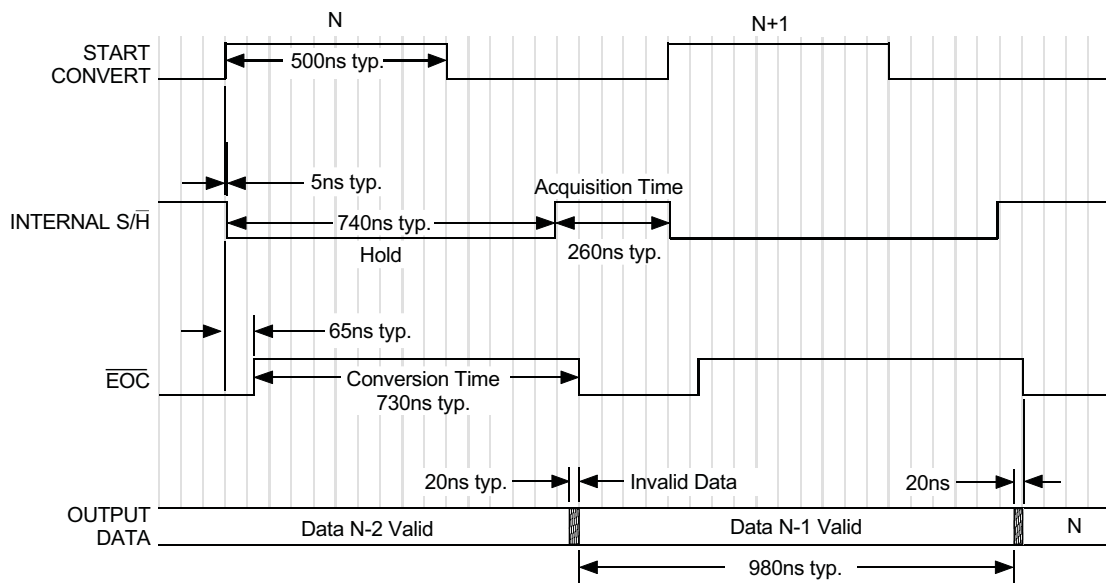 N
N+1
START
CONVERT
500ns typ.
5ns typ.
Acquisition Time
INTERNAL S/H̅
740ns typ.
Hold
260ns typ.
65ns typ.
E̅O̅C̅
Conversion Time
730ns typ.
20ns typ.
Invalid Data
20ns
OUTPUT
DATA
Data N-2 Valid
Data N-1 Valid
N
980ns typ.